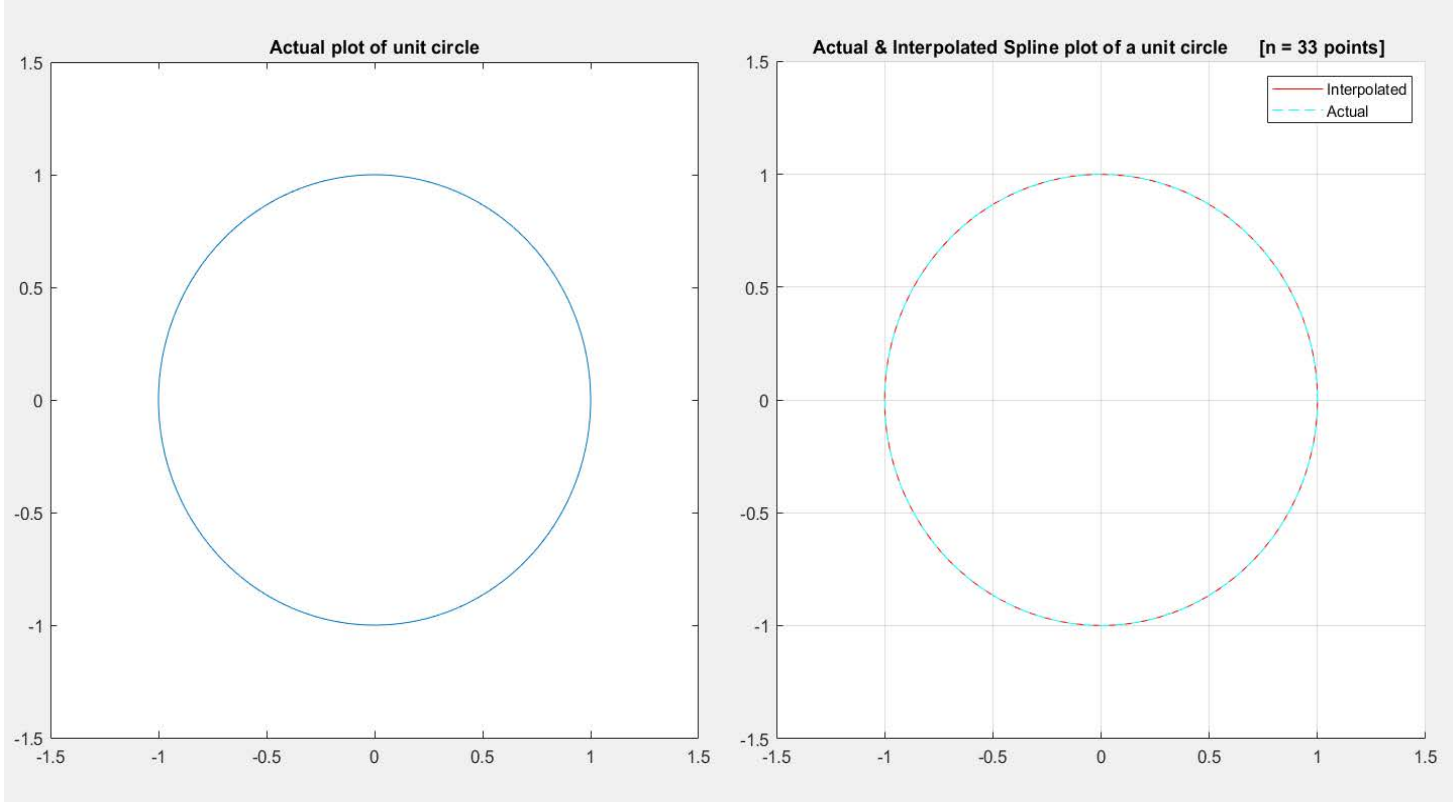 Actual plot of unit circle
1.5
1
0.5
0
-0.5
-1
-1.5
-1.5 -1 -0.5 0 0.5 1 1.5
Actual & Interpolated Spline plot of a unit circle [n = 33 points]
Interpolated
Actual
1.5
1
0.5
0
-0.5
-1
-1.5
-1.5 -1 -0.5 0 0.5 1 1.5